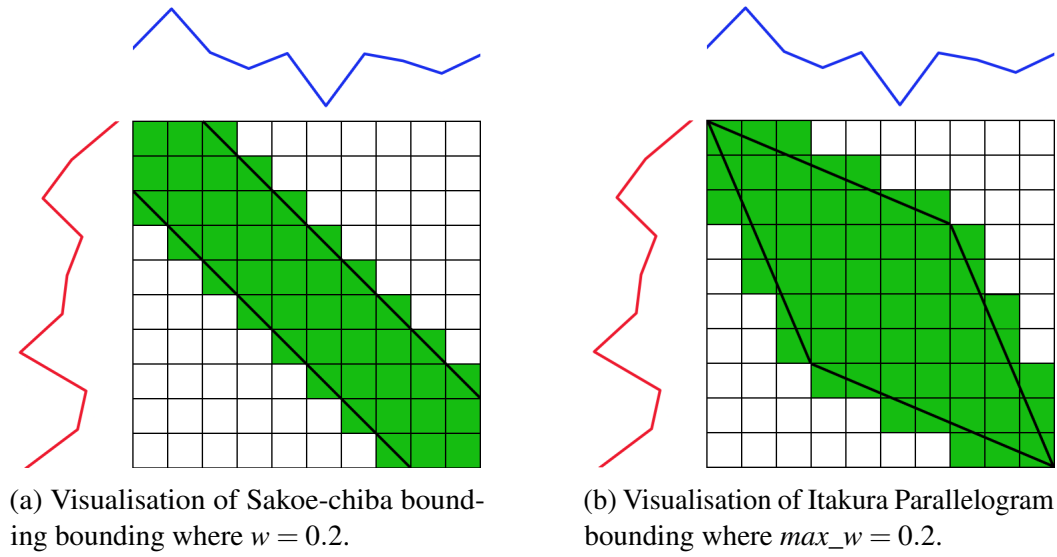 (a) Visualisation of Sakoe-chiba bound-
ing bounding where w = 0.2.
(b) Visualisation of Itakura Parallelogram
bounding where max_w = 0.2.